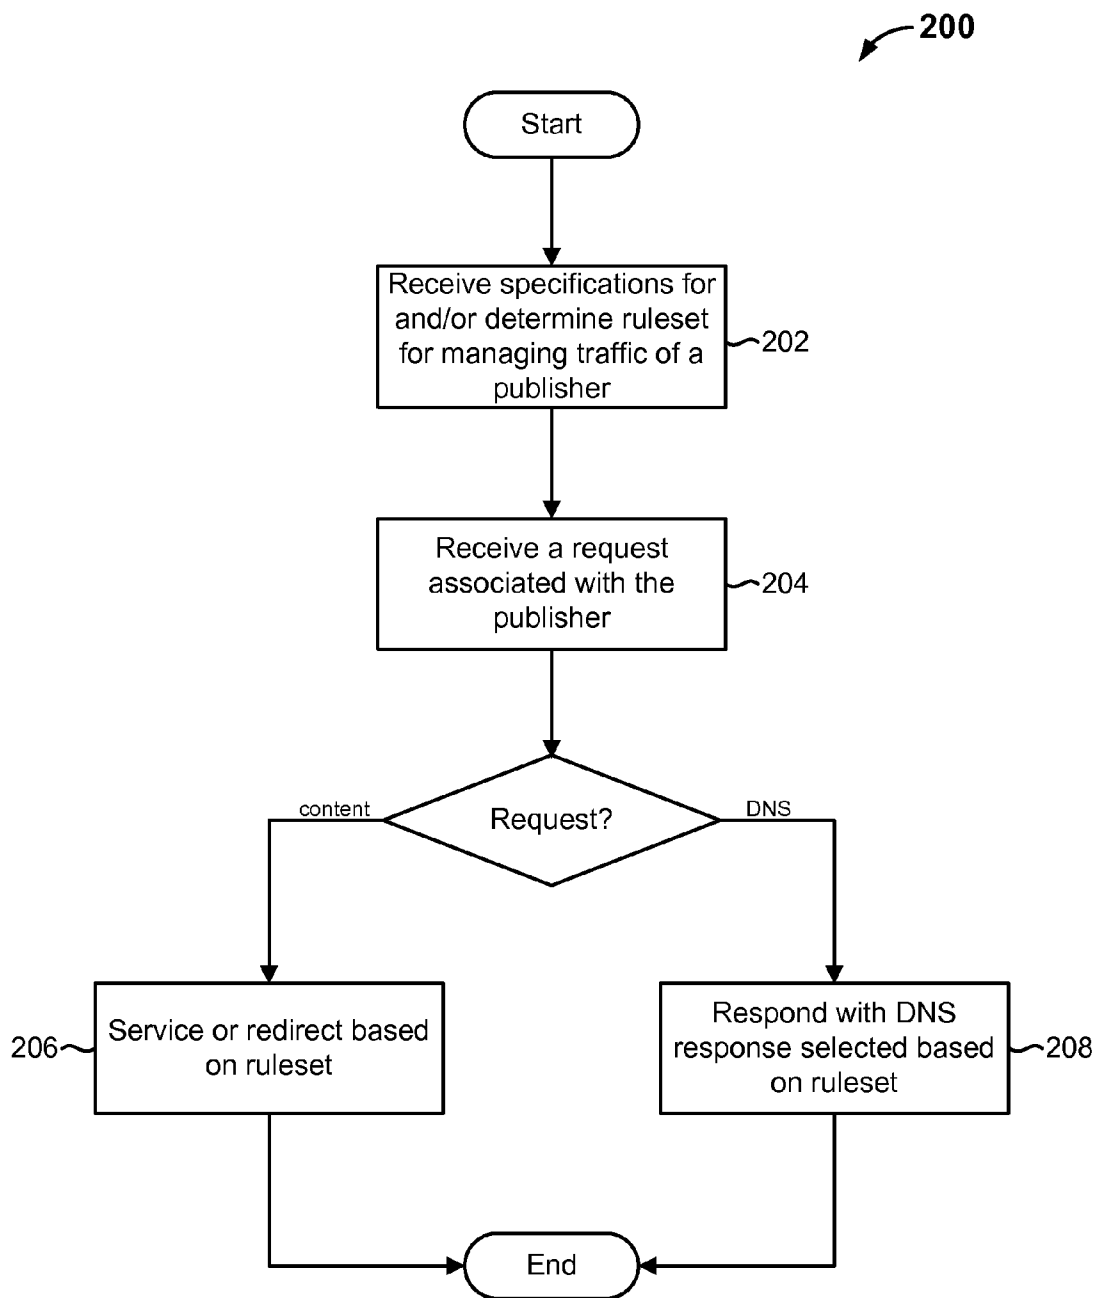 200
Start
Receive specifications for
and/or determine ruleset
for managing traffic of a
publisher
202
Receive a request
associated with the
publisher
204
content
Request?
DNS
206
Service or redirect based
on ruleset
Respond with DNS
response selected based
on ruleset
208
End